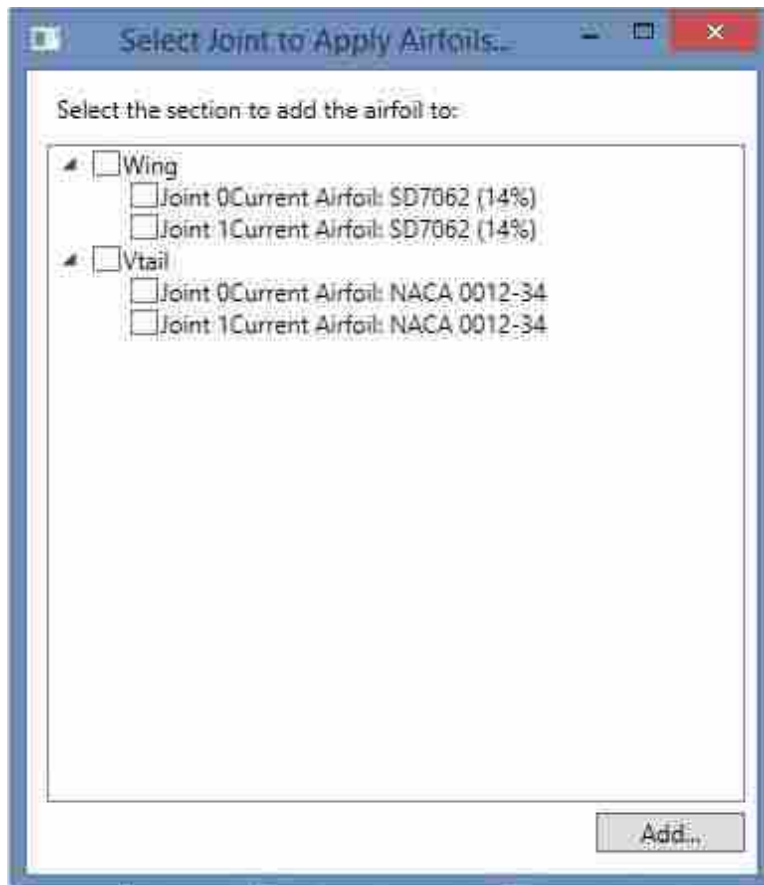 Select Joint to Apply Airfoils...
Select the section to add the airfoil to:
Wing
Joint 0Current Airfoil: SD7062 (14%)
Joint 1Current Airfoil: SD7062 (14%)
Vtail
Joint 0Current Airfoil: NACA 0012-34
Joint 1Current Airfoil: NACA 0012-34
Add...